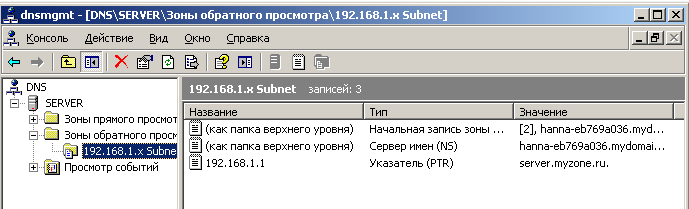 dnsmgmt - [DNS\SERVER\Зоны обратного просмотра\192.168.1.x Subnet]
Консоль Действие Вид Окно Справка
DNS
SERVER
Зоны прямого просмот
Зоны обратного просм
192.168.1.x Subne
Просмотр событий
192.168.1.x Subnet записей: 3
Название Тип Значение
(как папка верхнего уровня) Начальная запись зоны ... [2], hanna-eb769a036.myd...
(как папка верхнего уровня) Сервер имен (NS) hanna-eb769a036.mydomai...
192.168.1.1 Указатель (PTR) server.myzone.ru.